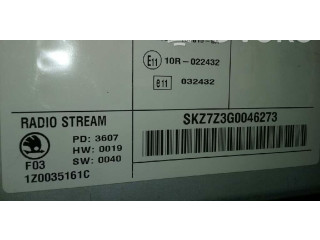 E11 10R-022432
e11 032432
RADIO STREAM
SKZ7Z3G0046273
PD: 3607
HW: 0019
F03 SW: 0040
1Z0035161C